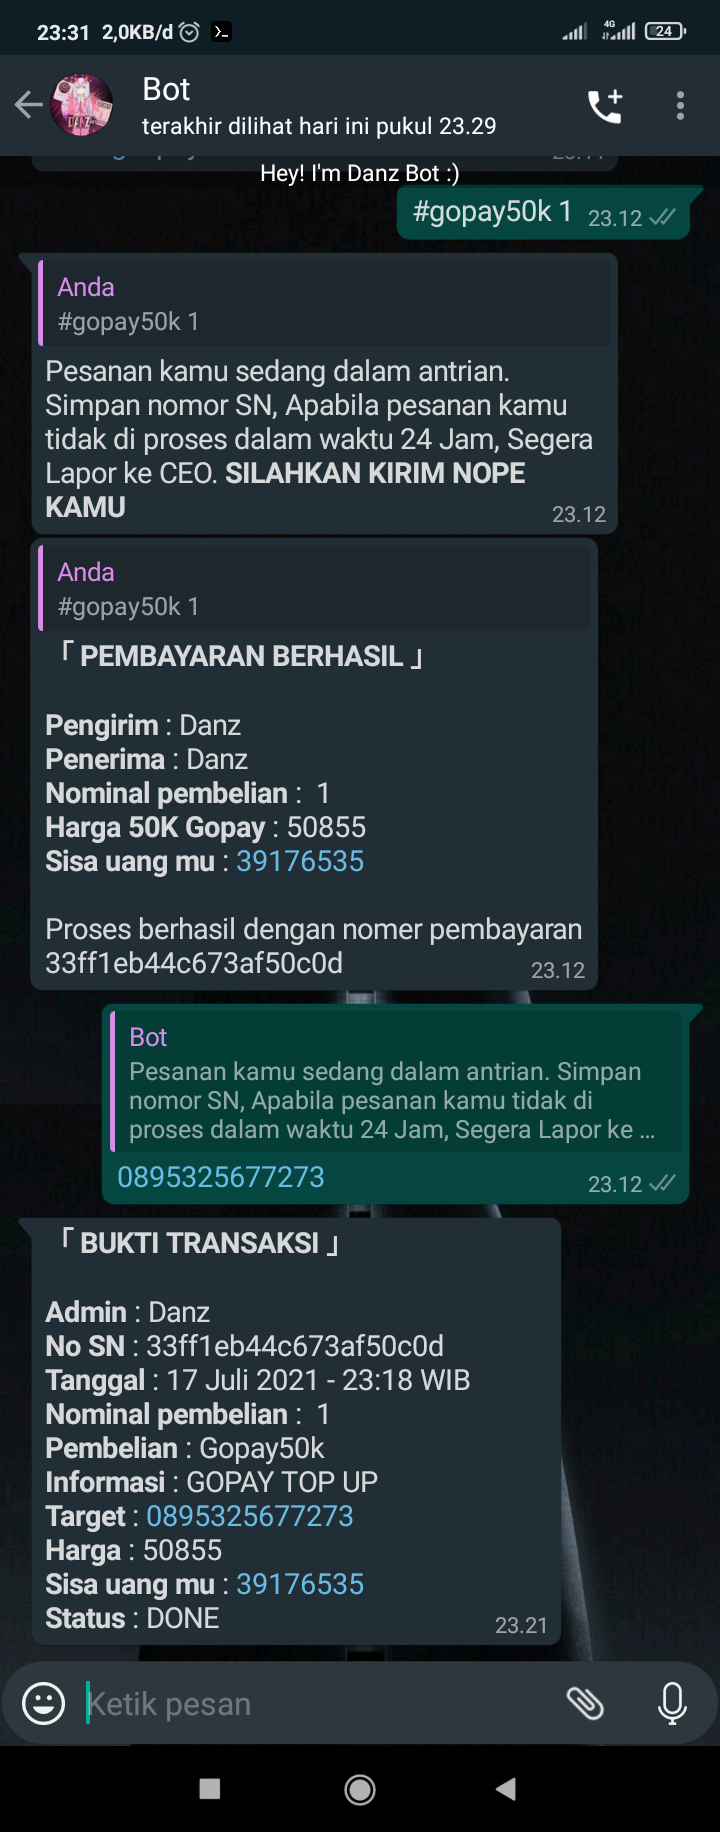 23:31 2,0KB/d
4G
24
Bot
terakhir dilihat hari ini pukul 23.29
Hey! I'm Danz Bot :)
#gopay50k 1 23.12
Anda
#gopay50k 1
Pesanan kamu sedang dalam antrian.
Simpan nomor SN, Apabila pesanan kamu
tidak di proses dalam waktu 24 Jam, Segera
Lapor ke CEO. SILAHKAN KIRIM NOPE
KAMU
23.12
Anda
#gopay50k 1
「 PEMBAYARAN BERHASIL 」
Pengirim : Danz
Penerima : Danz
Nominal pembelian : 1
Harga 50K Gopay : 50855
Sisa uang mu : 39176535
Proses berhasil dengan nomer pembayaran
33ff1eb44c673af50c0d
23.12
Bot
Pesanan kamu sedang dalam antrian. Simpan
nomor SN, Apabila pesanan kamu tidak di
proses dalam waktu 24 Jam, Segera Lapor ke ...
0895325677273
23.12
「 BUKTI TRANSAKSI 」
Admin : Danz
No SN : 33ff1eb44c673af50c0d
Tanggal : 17 Juli 2021 - 23:18 WIB
Nominal pembelian : 1
Pembelian : Gopay50k
Informasi : GOPAY TOP UP
Target : 0895325677273
Harga : 50855
Sisa uang mu : 39176535
Status : DONE
23.21
Ketik pesan